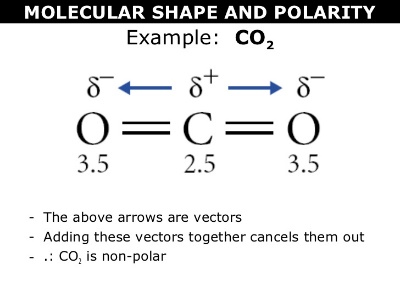 MOLECULAR SHAPE AND POLARITY
Example: CO₂
δ⁻ δ⁺ δ⁻
O = C = O
3.5 2.5 3.5
- The above arrows are vectors
- Adding these vectors together cancels them out
- .: CO₂ is non-polar